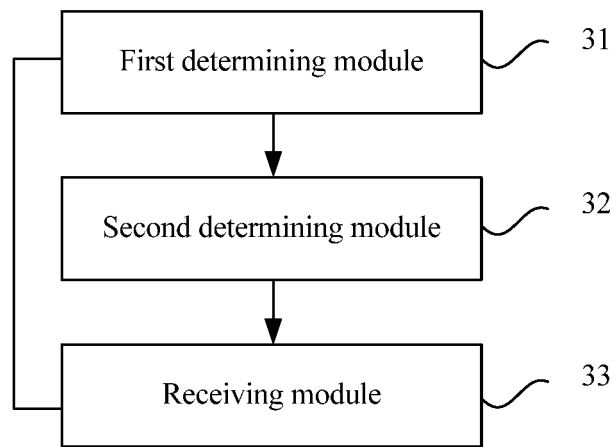 First determining module
31
Second determining module
32
Receiving module
33